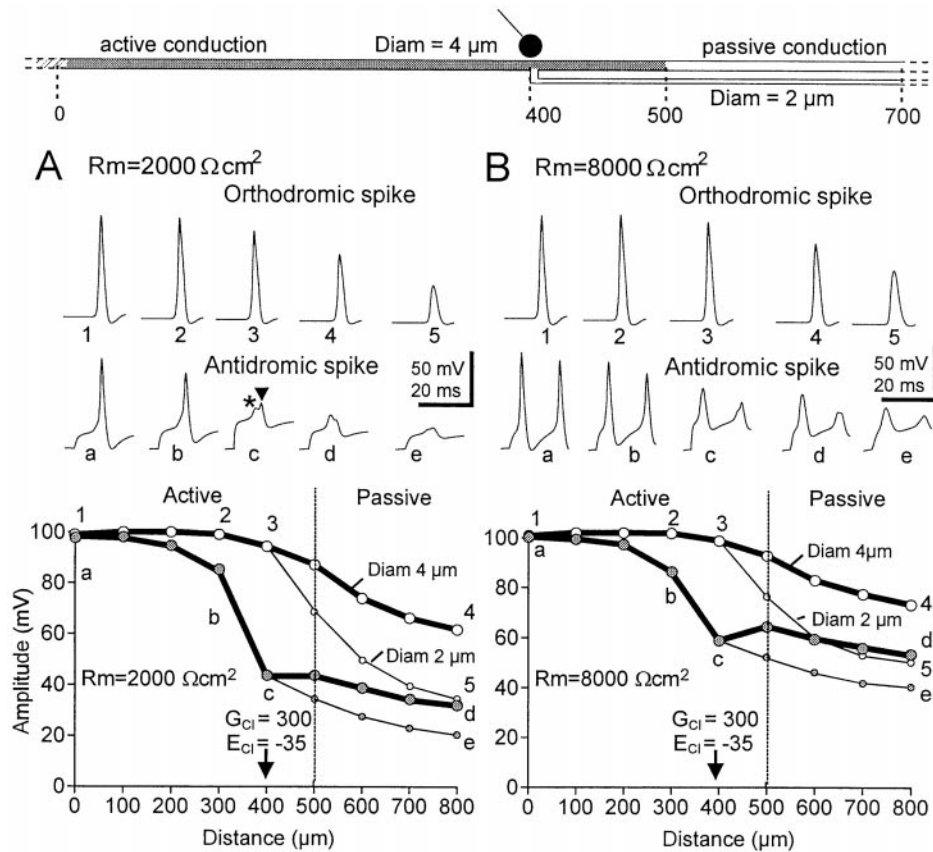 active conduction
Diam = 4 µm
passive conduction
Diam = 2 µm
0
400
500
700
A
Rm=2000 Ωcm²
Orthodromic spike
1 2 3 4 5
Antidromic spike
50 mV
20 ms
*
a b c d e
B
Rm=8000 Ωcm²
Orthodromic spike
1 2 3 4 5
Antidromic spike
50 mV
20 ms
a b c d e
Active
Passive
Amplitude (mV)
100
80
60
40
20
0
1
2
3
4
5
a
b
c
d
e
Diam 4 µm
Diam 2 µm
Rm=2000 Ωcm²
GCl = 300
ECl = -35
0 100 200 300 400 500 600 700 800
Distance (µm)
Active
Passive
100
80
60
40
20
0
1
2
3
4
d
5
e
a
b
c
Diam 4µm
Diam 2 µm
Rm=8000 Ωcm²
GCl = 300
ECl = -35
0 100 200 300 400 500 600 700 800
Distance (µm)